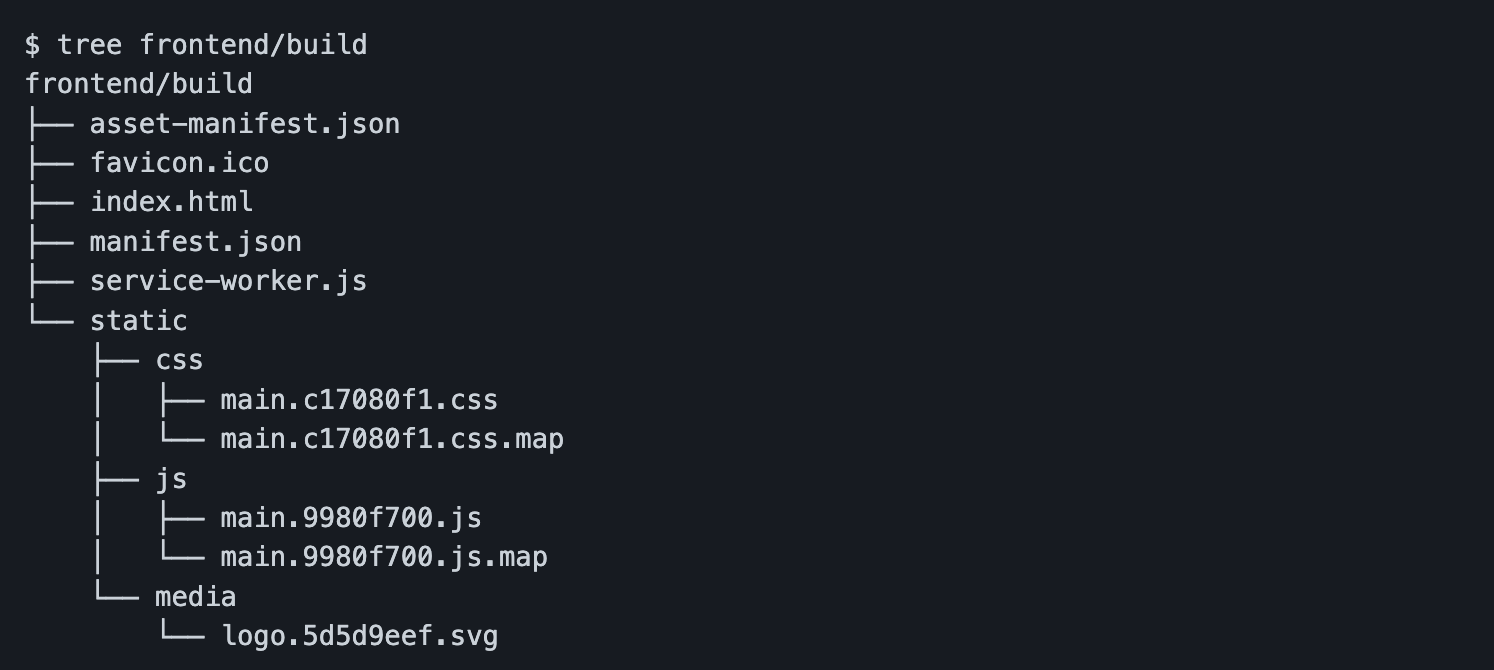 $ tree frontend/build
frontend/build
├── asset-manifest.json
├── favicon.ico
├── index.html
├── manifest.json
├── service-worker.js
└── static
    ├── css
    │   ├── main.c17080f1.css
    │   └── main.c17080f1.css.map
    ├── js
    │   ├── main.9980f700.js
    │   └── main.9980f700.js.map
    └── media
        └── logo.5d5d9eef.svg